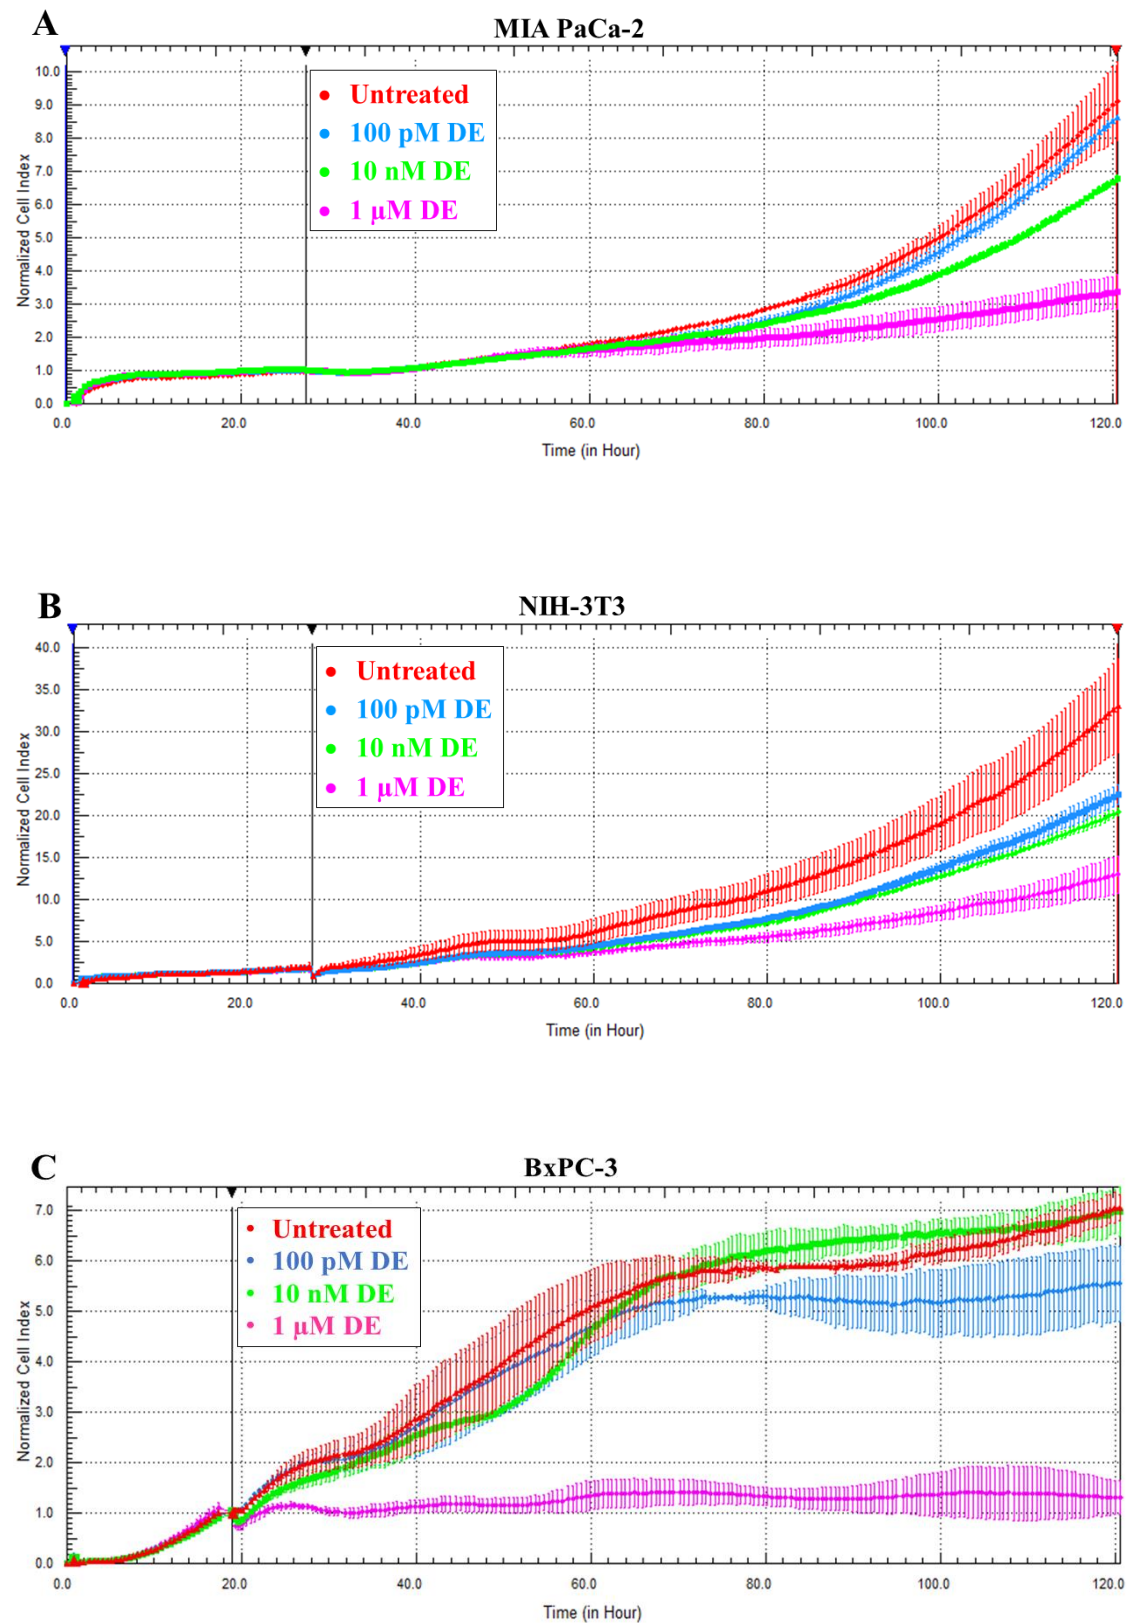 A
MIA PaCa-2
10.0
9.0
8.0
7.0
6.0
5.0
4.0
3.0
2.0
1.0
0.0
Normalized Cell Index
Untreated
100 pM DE
10 nM DE
1 μM DE
0.0 20.0 40.0 60.0 80.0 100.0 120.0
Time (in Hour)
B
NIH-3T3
40.0
35.0
30.0
25.0
20.0
15.0
10.0
5.0
0.0
Normalized Cell Index
Untreated
100 pM DE
10 nM DE
1 μM DE
0.0 20.0 40.0 60.0 80.0 100.0 120.0
Time (in Hour)
C
BxPC-3
7.0
6.0
5.0
4.0
3.0
2.0
1.0
0.0
Normalized Cell Index
Untreated
100 pM DE
10 nM DE
1 μM DE
0.0 20.0 40.0 60.0 80.0 100.0 120.0
Time (in Hour)